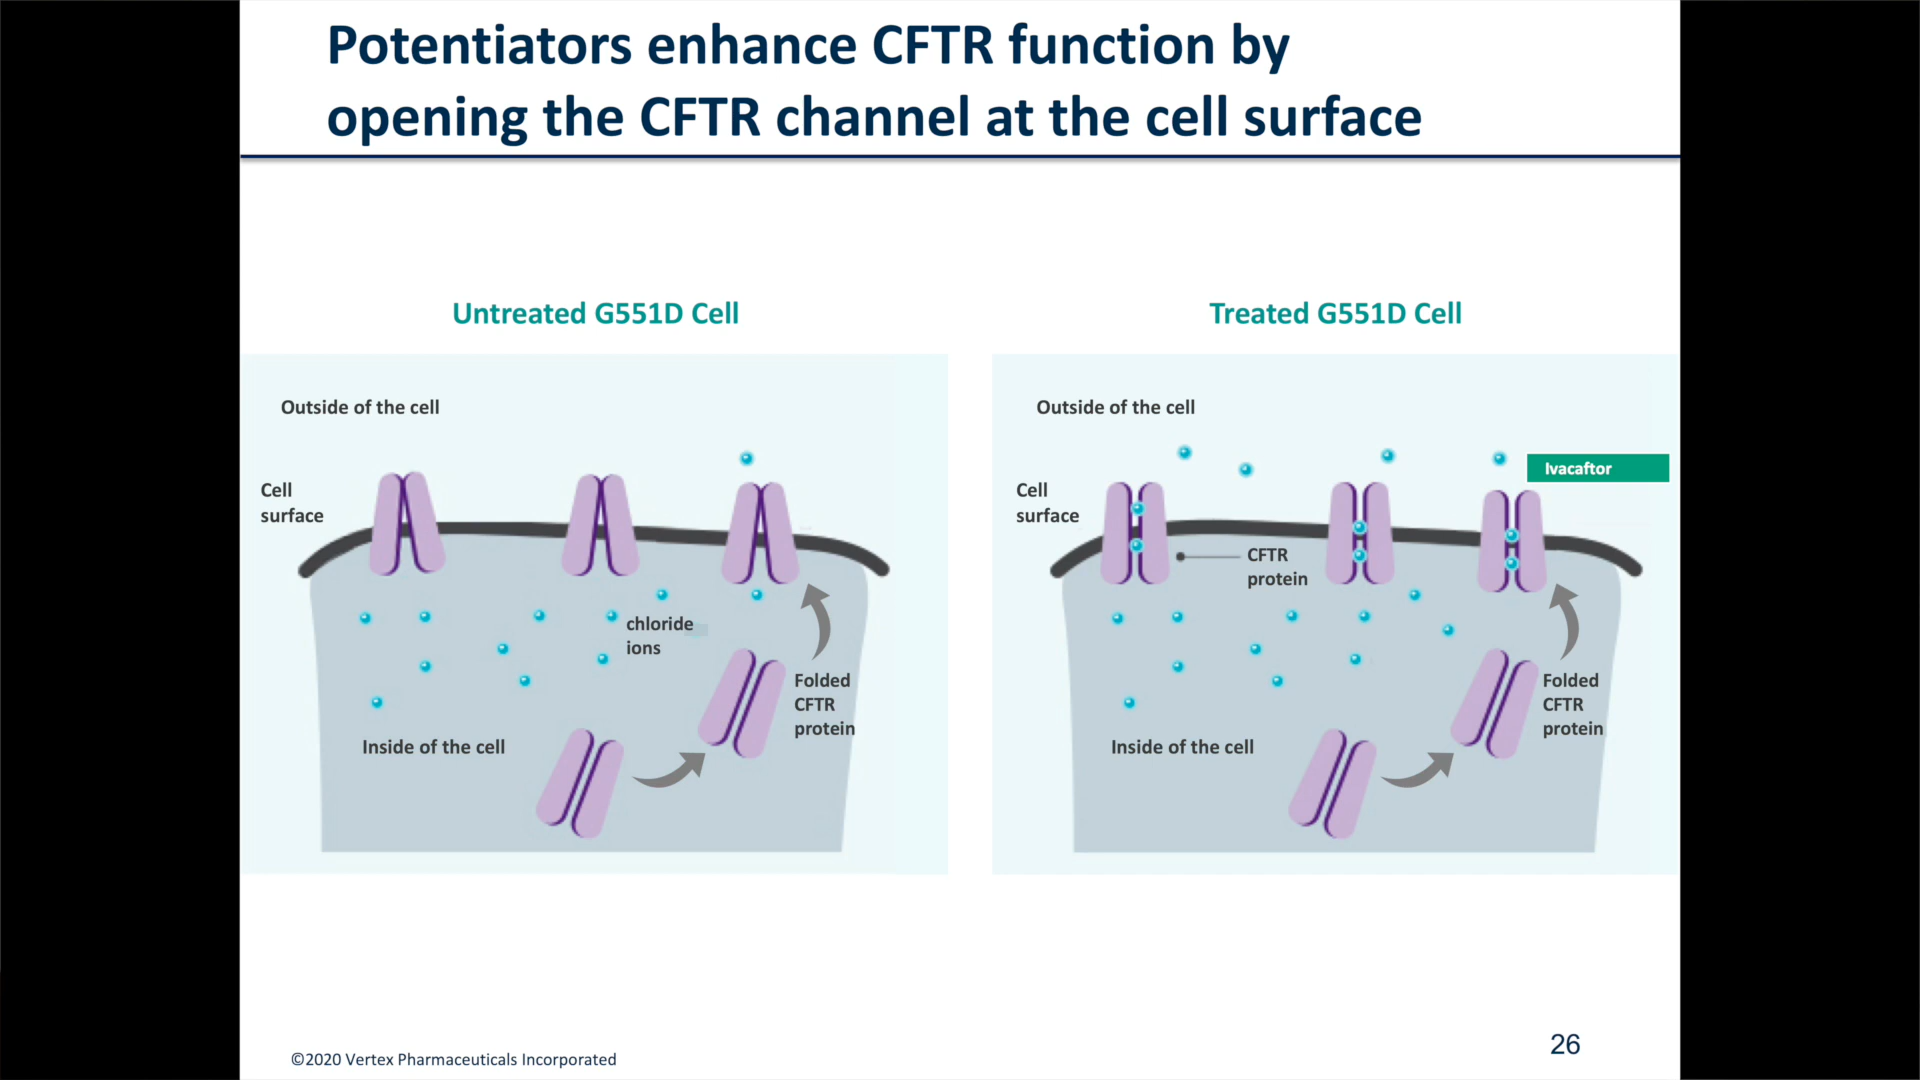 Potentiators enhance CFTR function by
opening the CFTR channel at the cell surface
Untreated G551D Cell
Outside of the cell
Cell
surface
chloride
ions
Folded
CFTR
protein
Inside of the cell
Treated G551D Cell
Outside of the cell
Ivacaftor
Cell
surface
CFTR
protein
Folded
CFTR
protein
Inside of the cell
©2020 Vertex Pharmaceuticals Incorporated
26